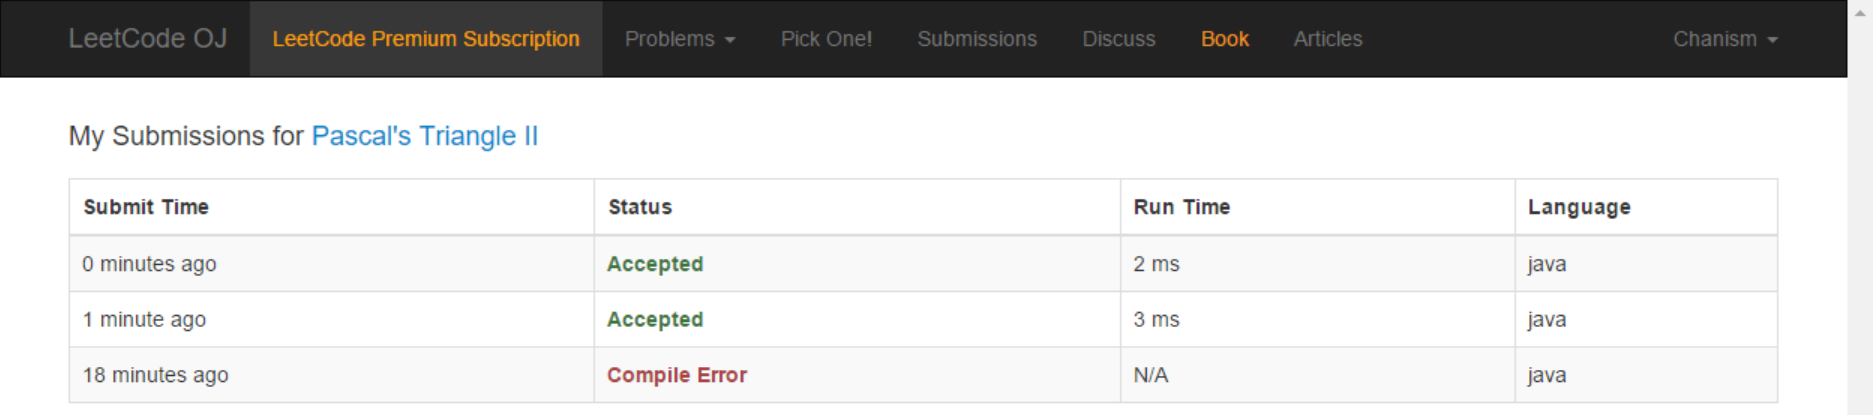 LeetCode OJ LeetCode Premium Subscription Problems Pick One! Submissions Discuss Book Articles Chanism
My Submissions for Pascal's Triangle II
Submit Time Status Run Time Language
0 minutes ago Accepted 2 ms java
1 minute ago Accepted 3 ms java
18 minutes ago Compile Error N/A java